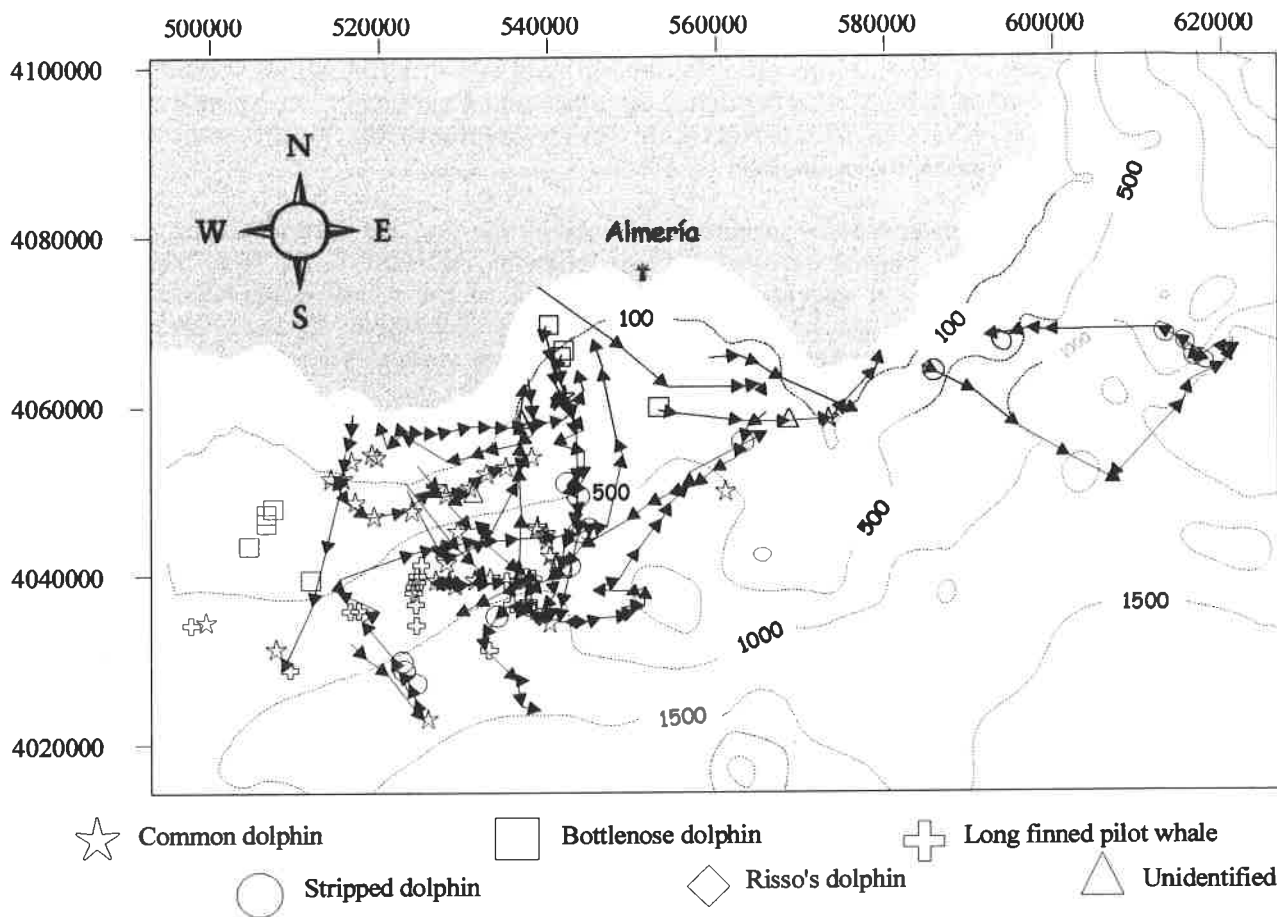 500000 520000 540000 560000 580000 600000 620000
4100000
N
W E
S
4080000
Almería
500
100
100
1000
4060000
500
500
4040000
1500
1000
1500
4020000
Common dolphin Bottlenose dolphin Long finned pilot whale
Stripped dolphin Risso's dolphin Unidentified